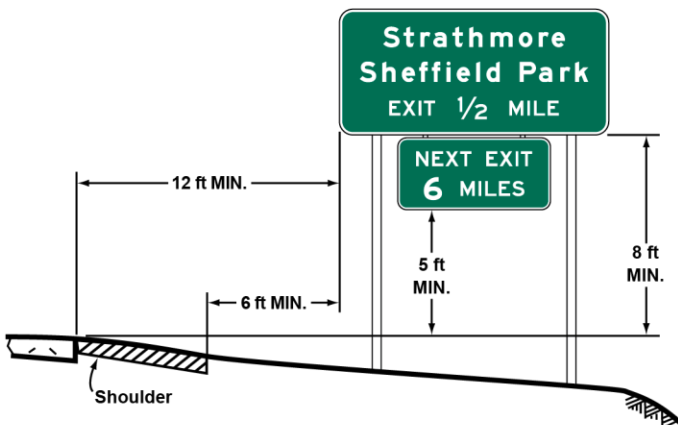 Strathmore
Sheffield Park
EXIT 1/2 MILE
NEXT EXIT
6 MILES
12 ft MIN.
6 ft MIN.
5 ft
MIN.
8 ft
MIN.
Shoulder